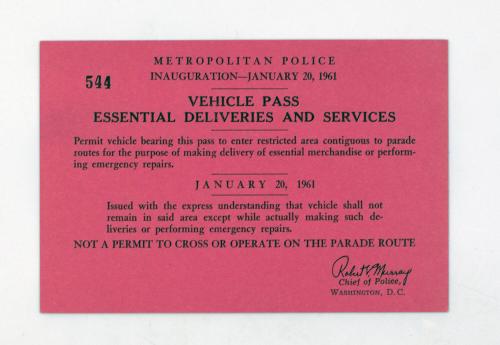 METROPOLITAN POLICE
544
INAUGURATION—JANUARY 20, 1961
VEHICLE PASS
ESSENTIAL DELIVERIES AND SERVICES
Permit vehicle bearing this pass to enter restricted area contiguous to parade
routes for the purpose of making delivery of essential merchandise or perform-
ing emergency repairs.
JANUARY 20, 1961
Issued with the express understanding that vehicle shall not
remain in said area except while actually making such de-
liveries or performing emergency repairs.
NOT A PERMIT TO CROSS OR OPERATE ON THE PARADE ROUTE
Robert V. Murray
Chief of Police,
WASHINGTON, D. C.